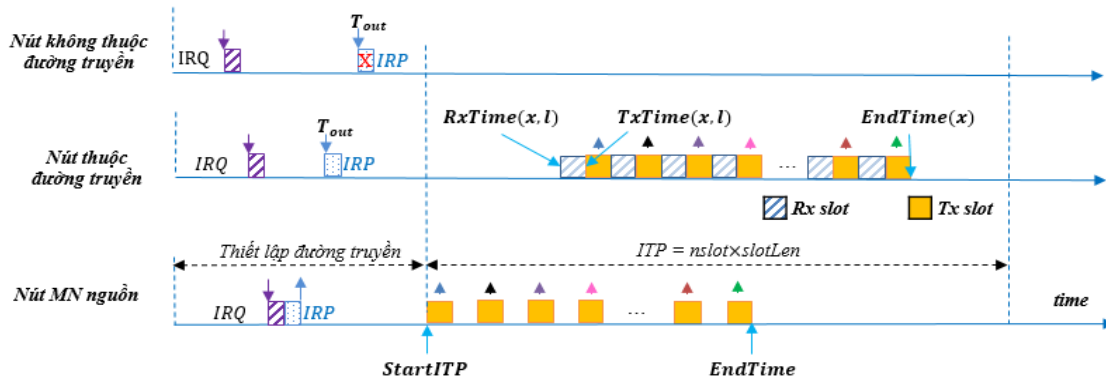 T_out
Nút không thuộc
đường truyền
IRQ
X
IRP
RxTime(x, l)
TxTime(x, l)
EndTime(x)
T_out
Nút thuộc
đường truyền
IRQ
IRP
...
Rx slot
Tx slot
Thiết lập đường truyền
ITP = nslot×slotLen
Nút MN nguồn
IRQ
IRP
...
time
StartITP
EndTime